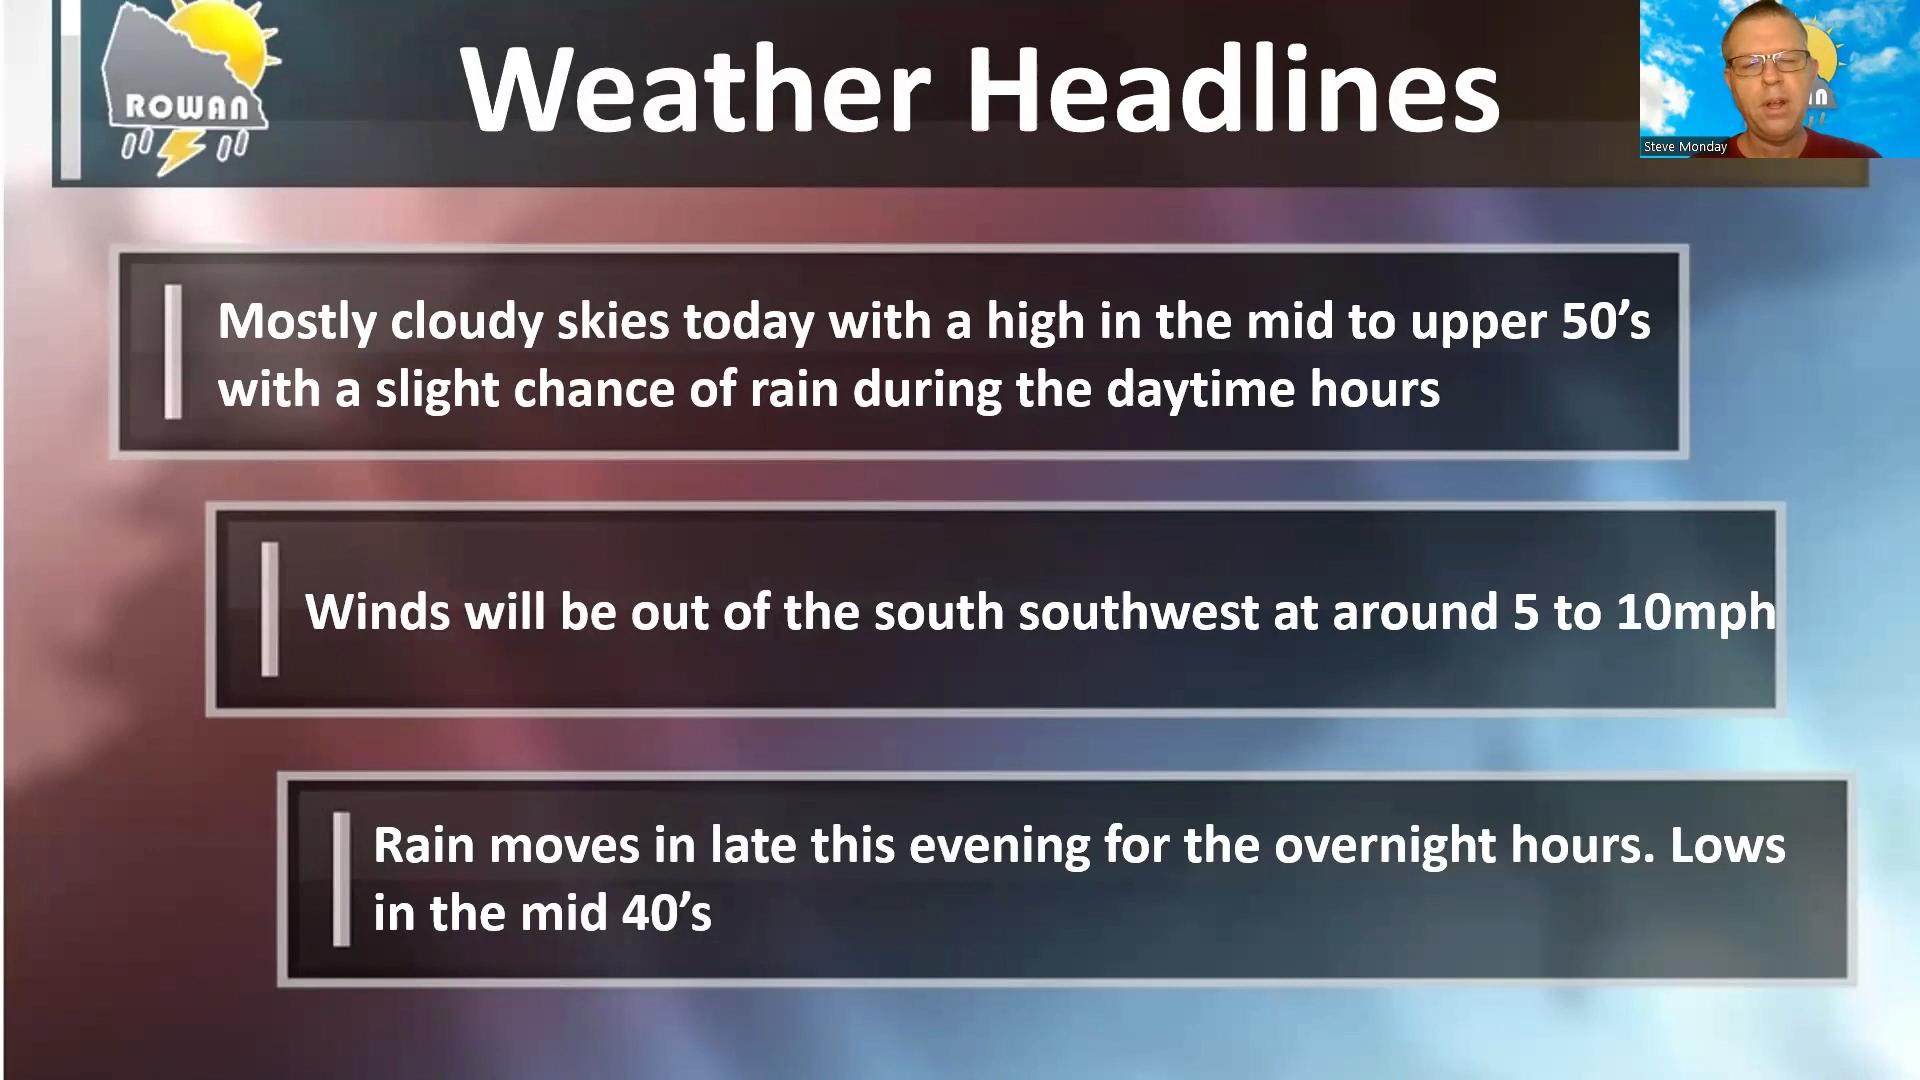 ROWAN
Weather Headlines
Steve Monday
Mostly cloudy skies today with a high in the mid to upper 50’s
with a slight chance of rain during the daytime hours
Winds will be out of the south southwest at around 5 to 10mph
Rain moves in late this evening for the overnight hours. Lows
in the mid 40’s